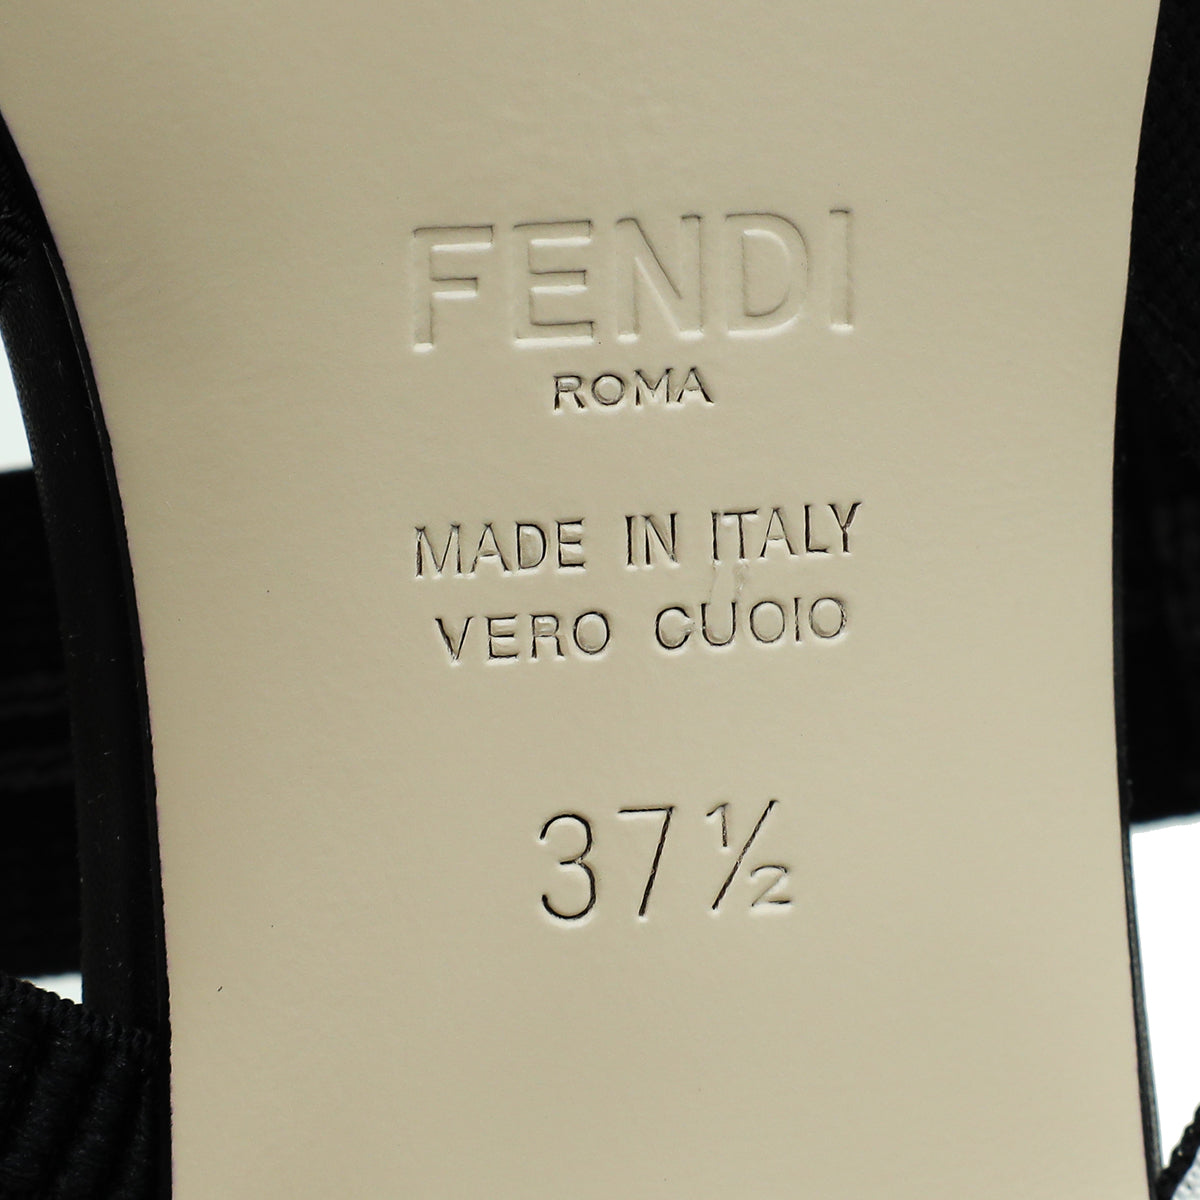 FENDI
ROMA
MADE IN ITALY
VERO CUOIO
37½